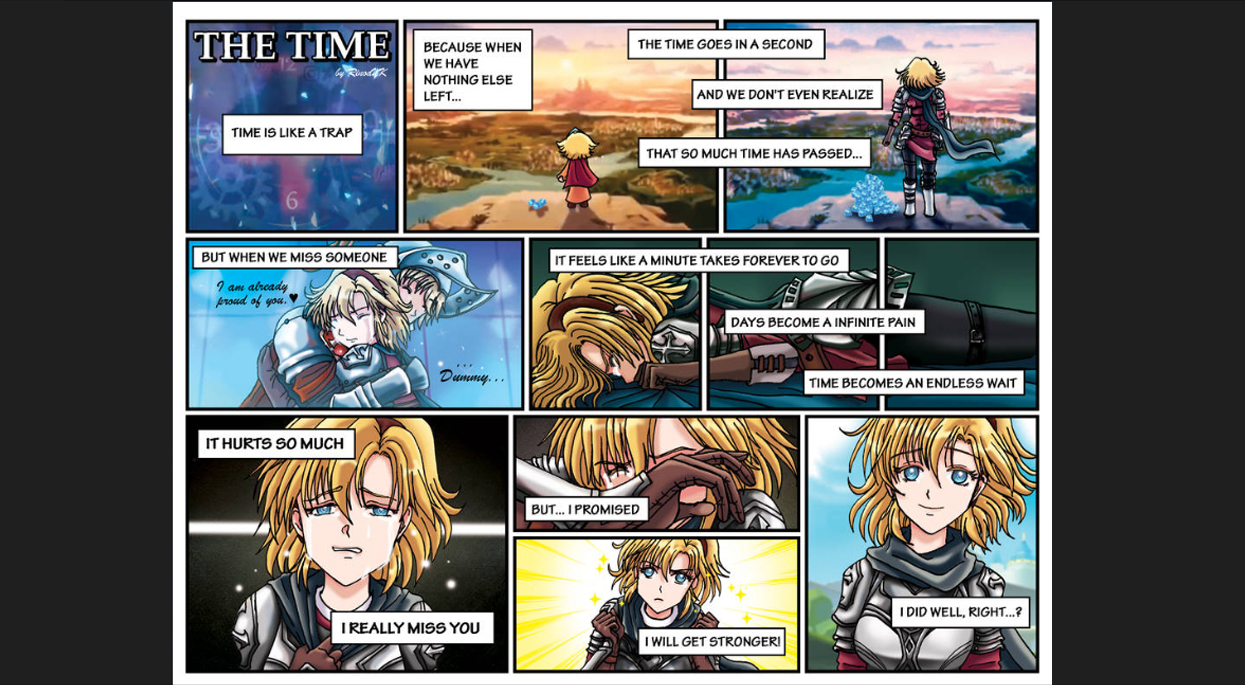 THE TIME
by RivodGK
TIME IS LIKE A TRAP
BECAUSE WHEN
WE HAVE
NOTHING ELSE
LEFT...
THE TIME GOES IN A SECOND
AND WE DON'T EVEN REALIZE
THAT SO MUCH TIME HAS PASSED...
BUT WHEN WE MISS SOMEONE
I am already
proud of you. ♥
...
Dummy...
IT FEELS LIKE A MINUTE TAKES FOREVER TO GO
DAYS BECOME A INFINITE PAIN
TIME BECOMES AN ENDLESS WAIT
IT HURTS SO MUCH
I REALLY MISS YOU
BUT... I PROMISED
I WILL GET STRONGER!
I DID WELL, RIGHT...?